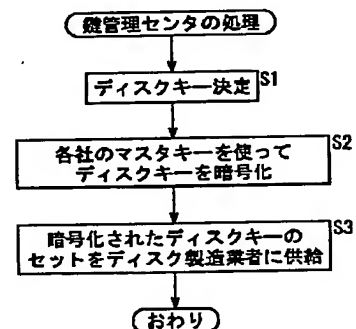 鍵管理センタの処理
ディスクキー決定
S1
各社のマスタキーを使って
ディスクキーを暗号化
S2
暗号化されたディスクキーの
セットをディスク製造業者に供給
S3
おわり